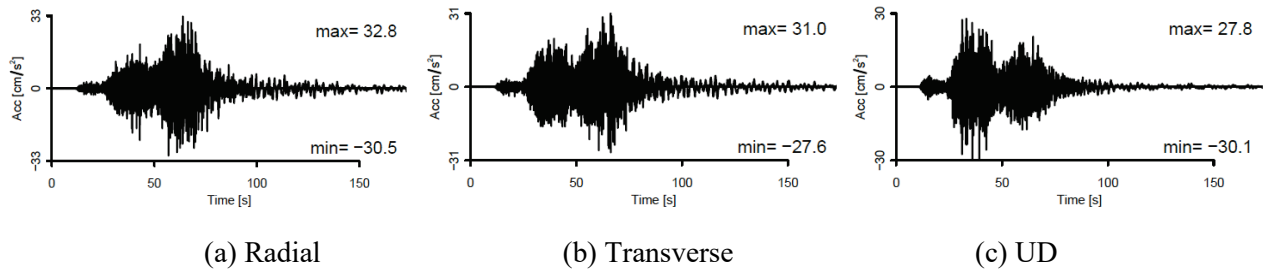 Acc [cm/s²]
33
0
−33
max= 32.8
min= −30.5
0
50
100
150
Time [s]
(a) Radial
Acc [cm/s²]
31
0
−31
max= 31.0
min= −27.6
0
50
100
150
Time [s]
(b) Transverse
Acc [cm/s²]
30
0
−30
max= 27.8
min= −30.1
0
50
100
150
Time [s]
(c) UD